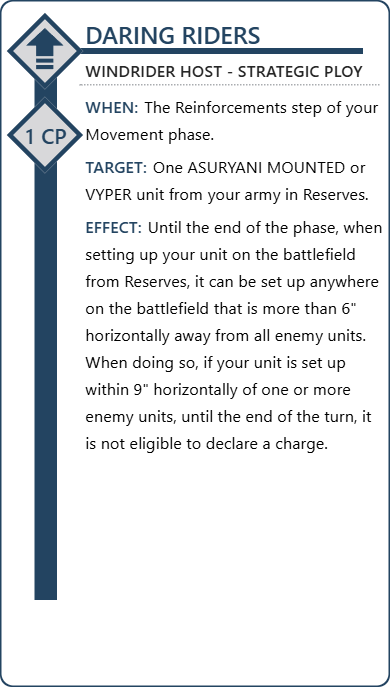 DARING RIDERS
WINDRIDER HOST - STRATEGIC PLOY
1 CP
WHEN: The Reinforcements step of your
Movement phase.
TARGET: One ASURYANI MOUNTED or
VYPER unit from your army in Reserves.
EFFECT: Until the end of the phase, when
setting up your unit on the battlefield
from Reserves, it can be set up anywhere
on the battlefield that is more than 6"
horizontally away from all enemy units.
When doing so, if your unit is set up
within 9" horizontally of one or more
enemy units, until the end of the turn, it
is not eligible to declare a charge.